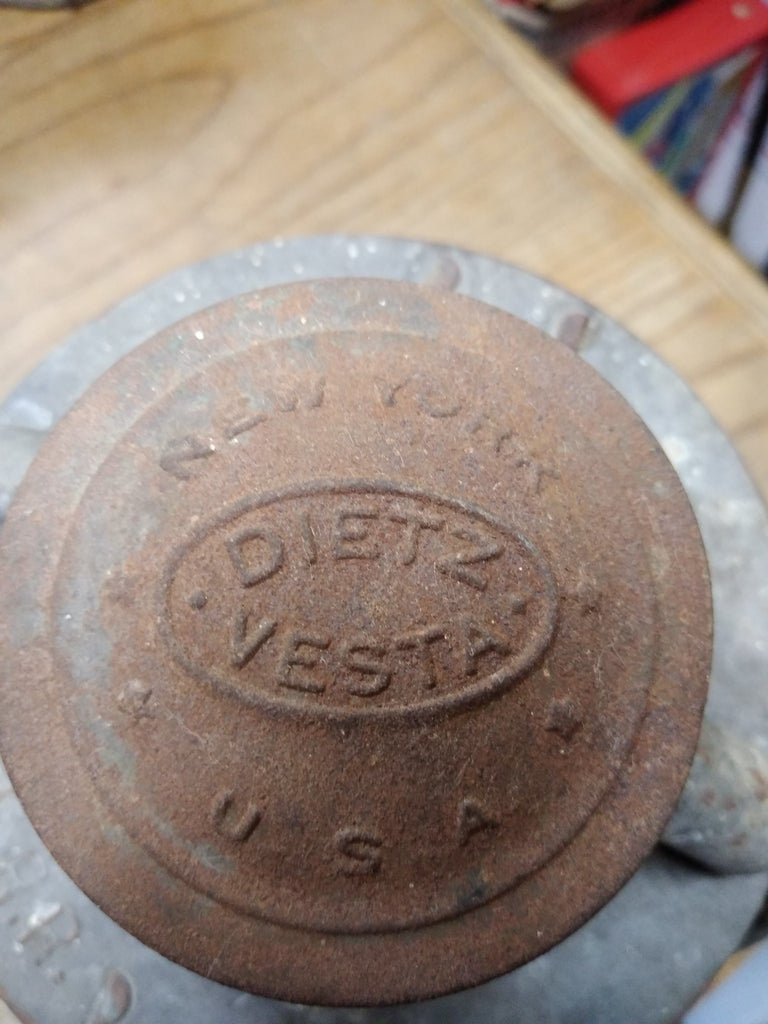 NEW YORK
DIETZ
VESTA
U S A
R.